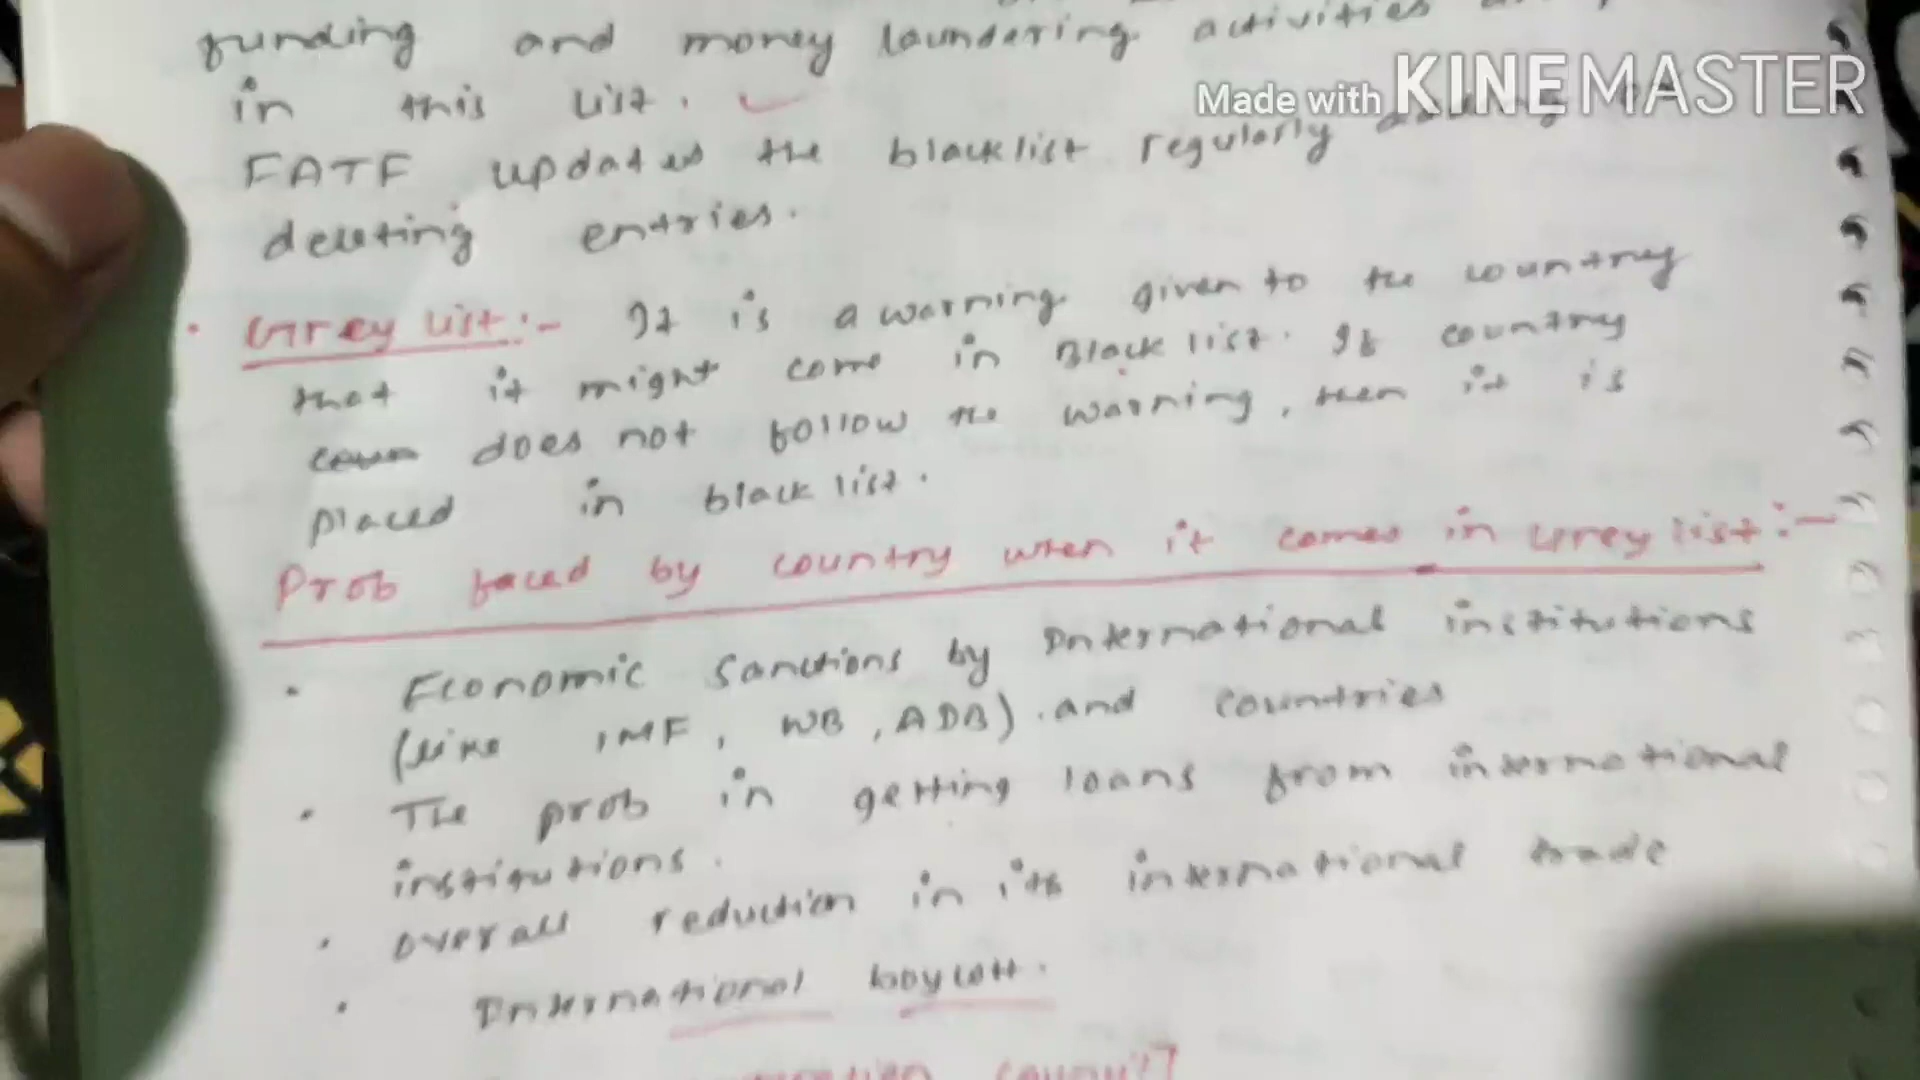 funding and money laundering activities
in this list.
Made with KINEMASTER
FATF updates the blacklist regularly adding or
deleting entries.
• Grey list :- It is a warning given to the country
that it might come in Black list. If country
does not follow the warning, then it is
placed in black list.
Prob faced by country when it comes in Grey list :-
• Economic Sanctions by International institutions
(like IMF, WB, ADB) and countries
• The prob in getting loans from international
institutions.
• Overall reduction in its international trade
• International boycott.